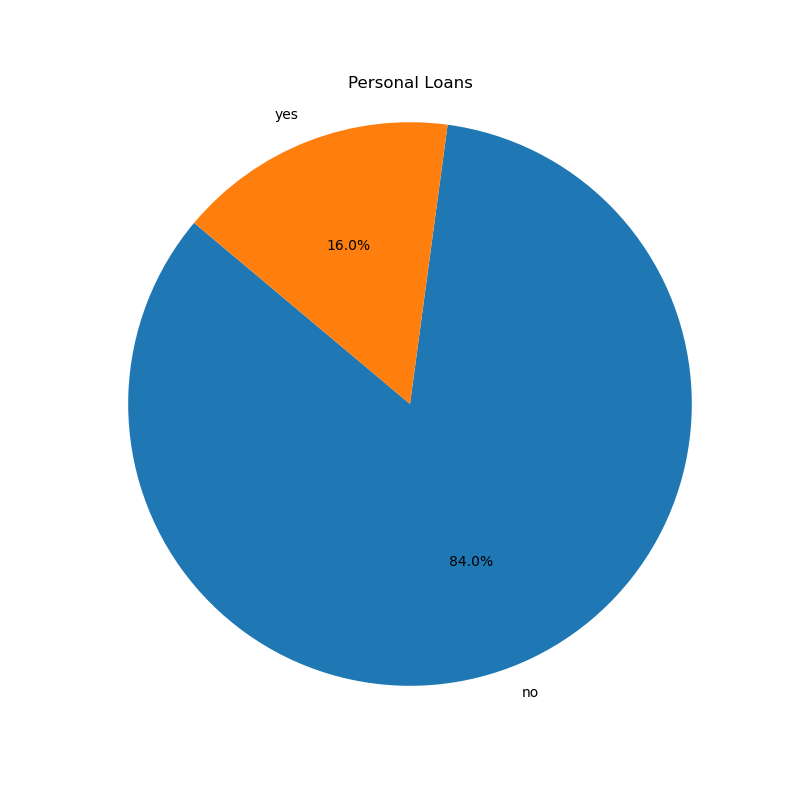 Personal Loans
yes
16.0%
84.0%
no